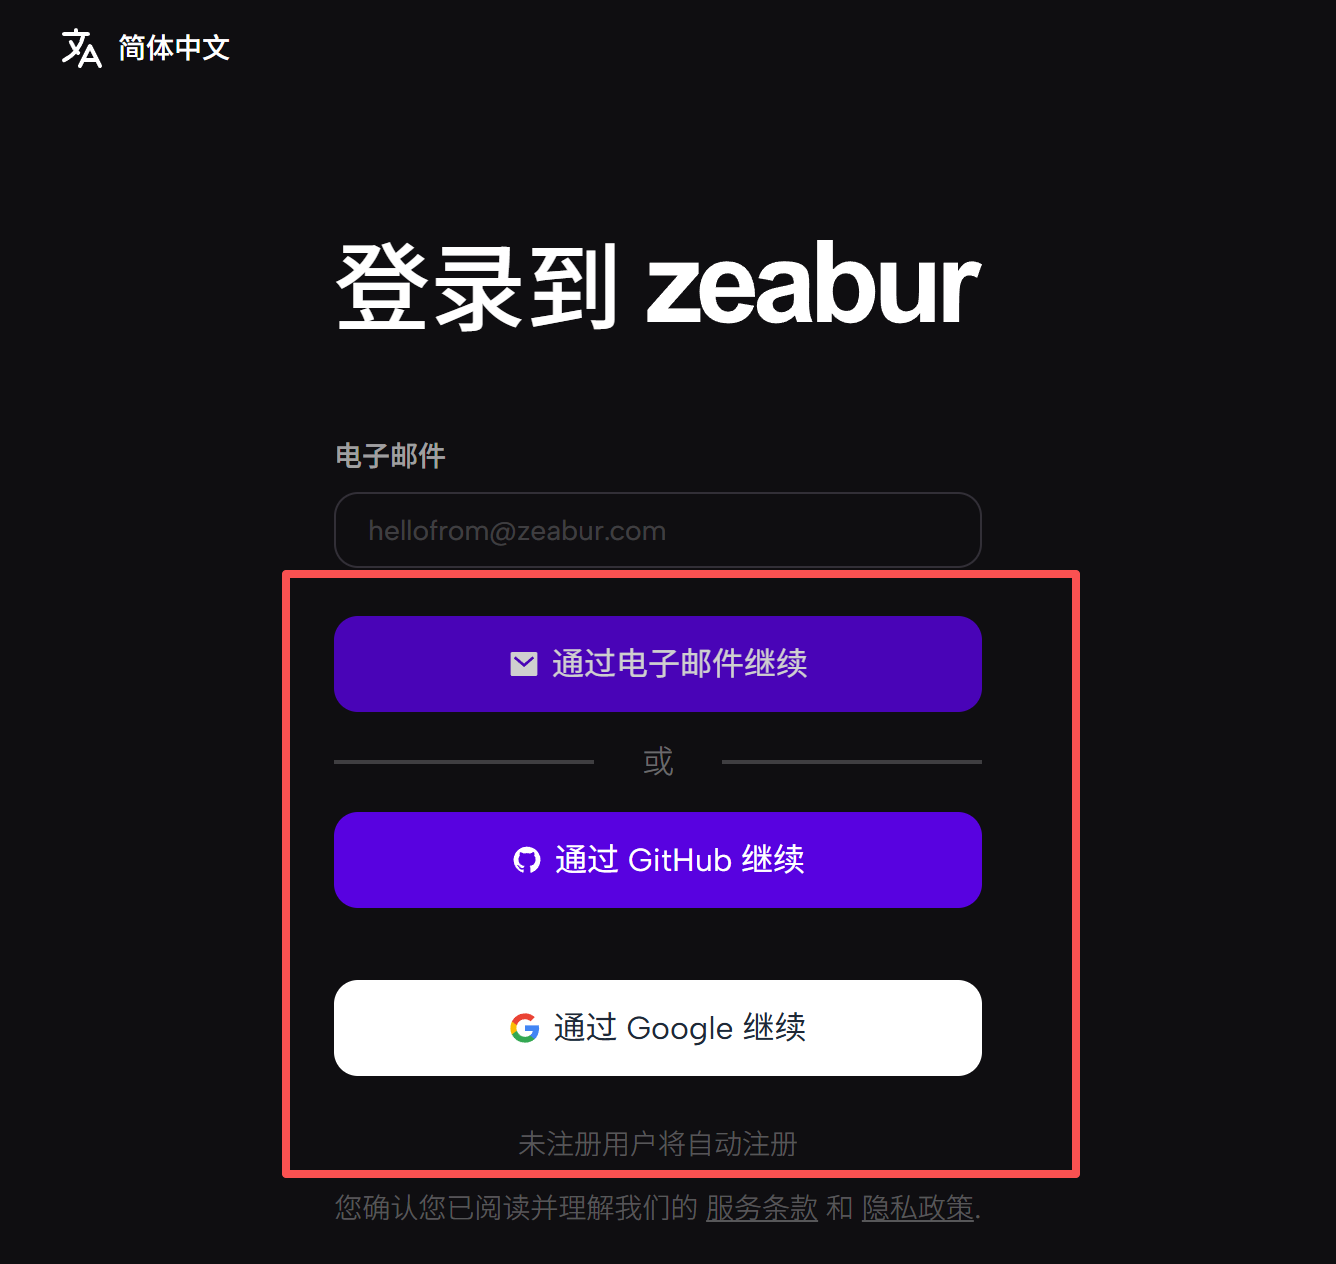 简体中文
登录到 zeabur
电子邮件
hellofrom@zeabur.com
通过电子邮件继续
或
通过 GitHub 继续
通过 Google 继续
未注册用户将自动注册
您确认您已阅读并理解我们的 服务条款 和 隐私政策.